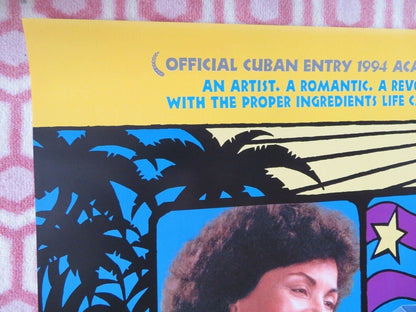 OFFICIAL CUBAN ENTRY 1994
AN ARTIST. A ROMANTIC. A
WITH THE PROPER INGREDIENTS LIFE